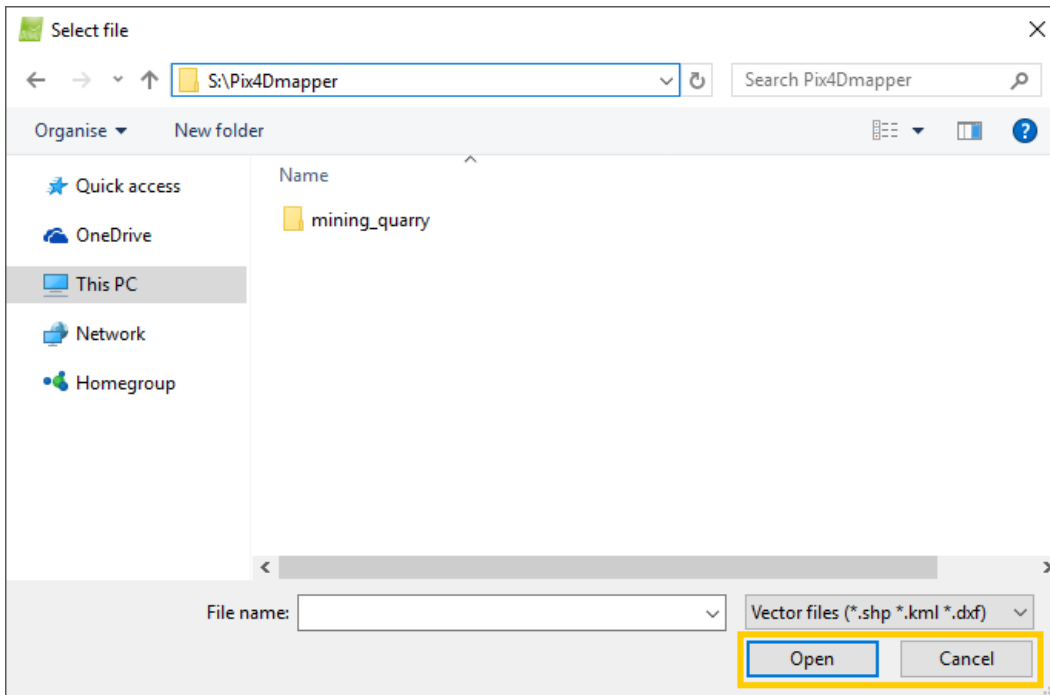 Select file
S:\Pix4Dmapper
Search Pix4Dmapper
Organise
New folder
Quick access
OneDrive
This PC
Network
Homegroup
Name
mining_quarry
File name:
Vector files (*.shp *.kml *.dxf)
Open
Cancel